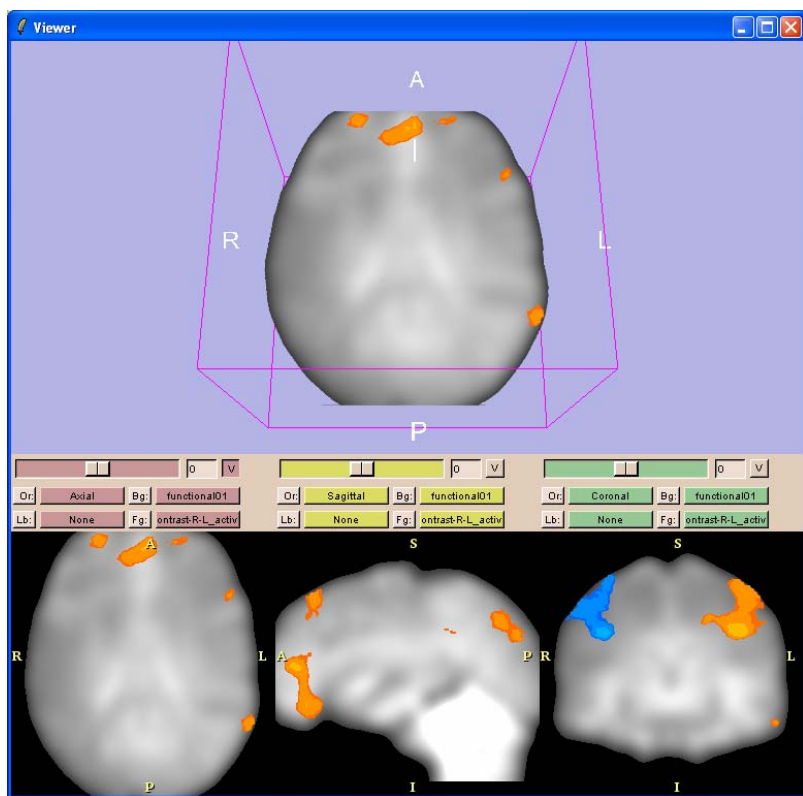 Viewer
A
I
R L
P
0 V 0 V 0 V
Or: Axial Bg: functional01 Or: Sagittal Bg: functional01 Or: Coronal Bg: functional01
Lb: None Fg: ontrast-R-L_activ Lb: None Fg: ontrast-R-L_activ Lb: None Fg: ontrast-R-L_activ
A S S
R L A P R L
P I I